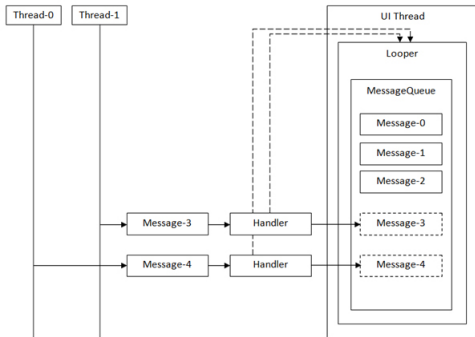 Thread-0
Thread-1
UI Thread
Looper
MessageQueue
Message-0
Message-1
Message-2
Message-3
Handler
Message-3
Message-4
Handler
Message-4